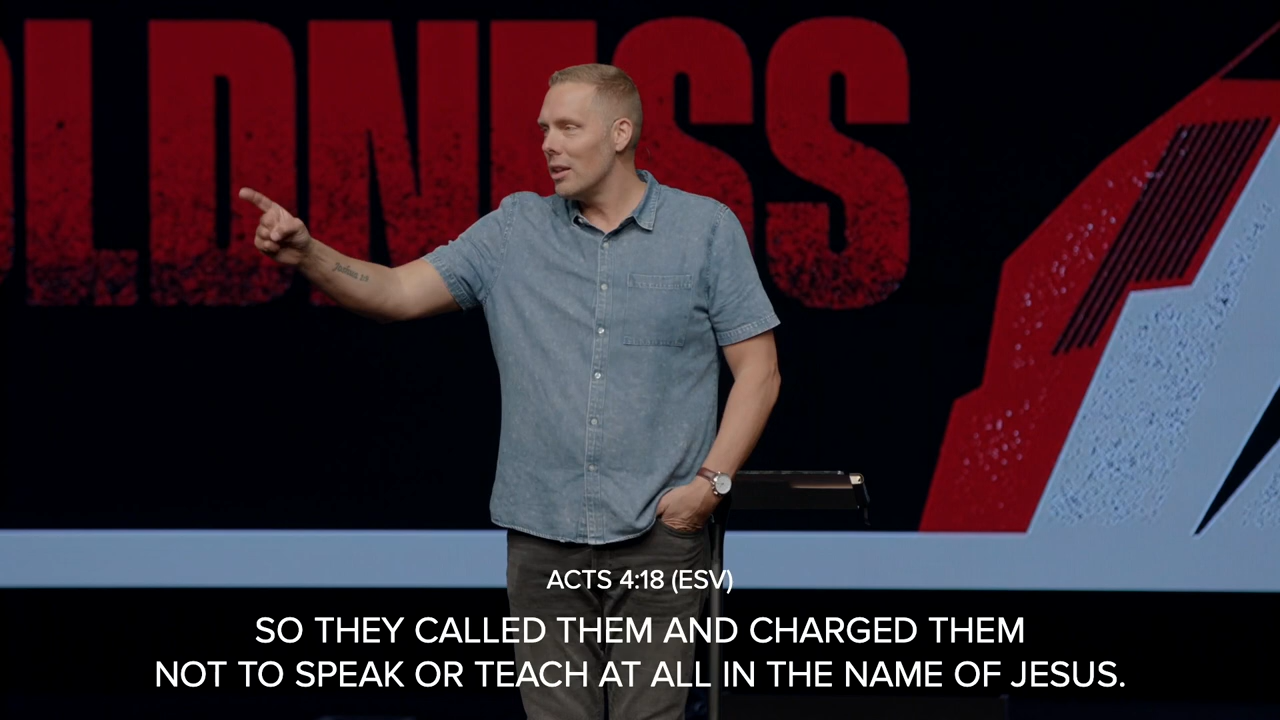 OLDNESS
ACTS 4:18 (ESV)
SO THEY CALLED THEM AND CHARGED THEM
NOT TO SPEAK OR TEACH AT ALL IN THE NAME OF JESUS.